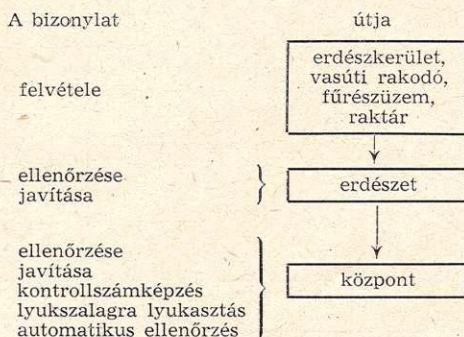 A bizonylat útja
felvétele
erdészkerület,
vasúti rakodó,
fűrészüzem,
raktár
ellenőrzése
javítása
erdészet
ellenőrzése
javítása
kontrollszámképzés
lyukszalagra lyukasztás
automatikus ellenőrzés
központ